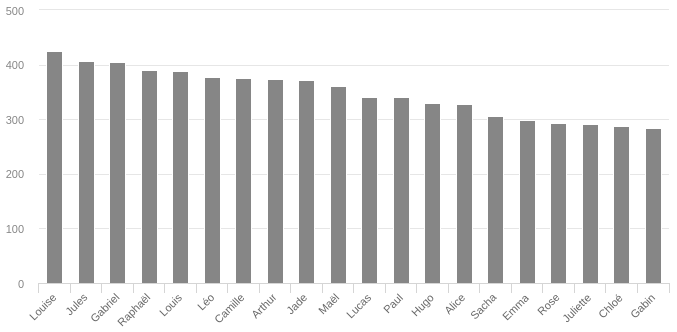 500
400
300
200
100
0
Louise
Jules
Gabriel
Raphaël
Louis
Léo
Camille
Arthur
Jade
Maël
Lucas
Paul
Hugo
Alice
Sacha
Emma
Rose
Juliette
Chloé
Gabin